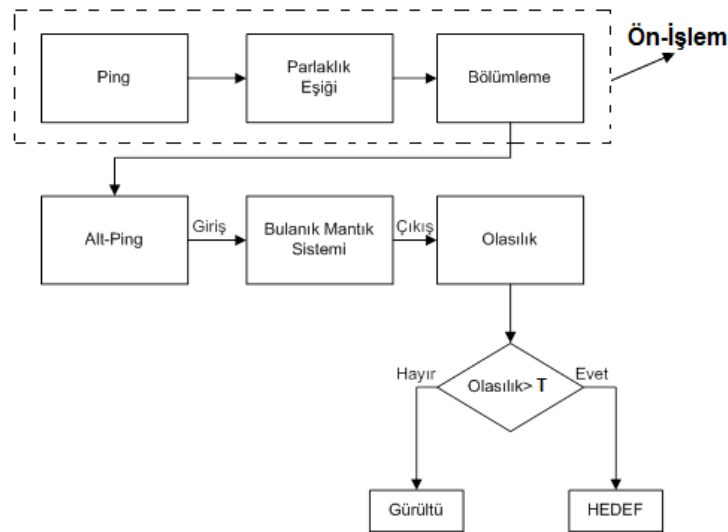 Ön-İşlem
Ping
Parlaklık
Eşiği
Bölümleme
Alt-Ping
Giriş
Bulanık Mantık
Sistemi
Çıkış
Olasılık
Hayır
Olasılık> T
Evet
Gürültü
HEDEF